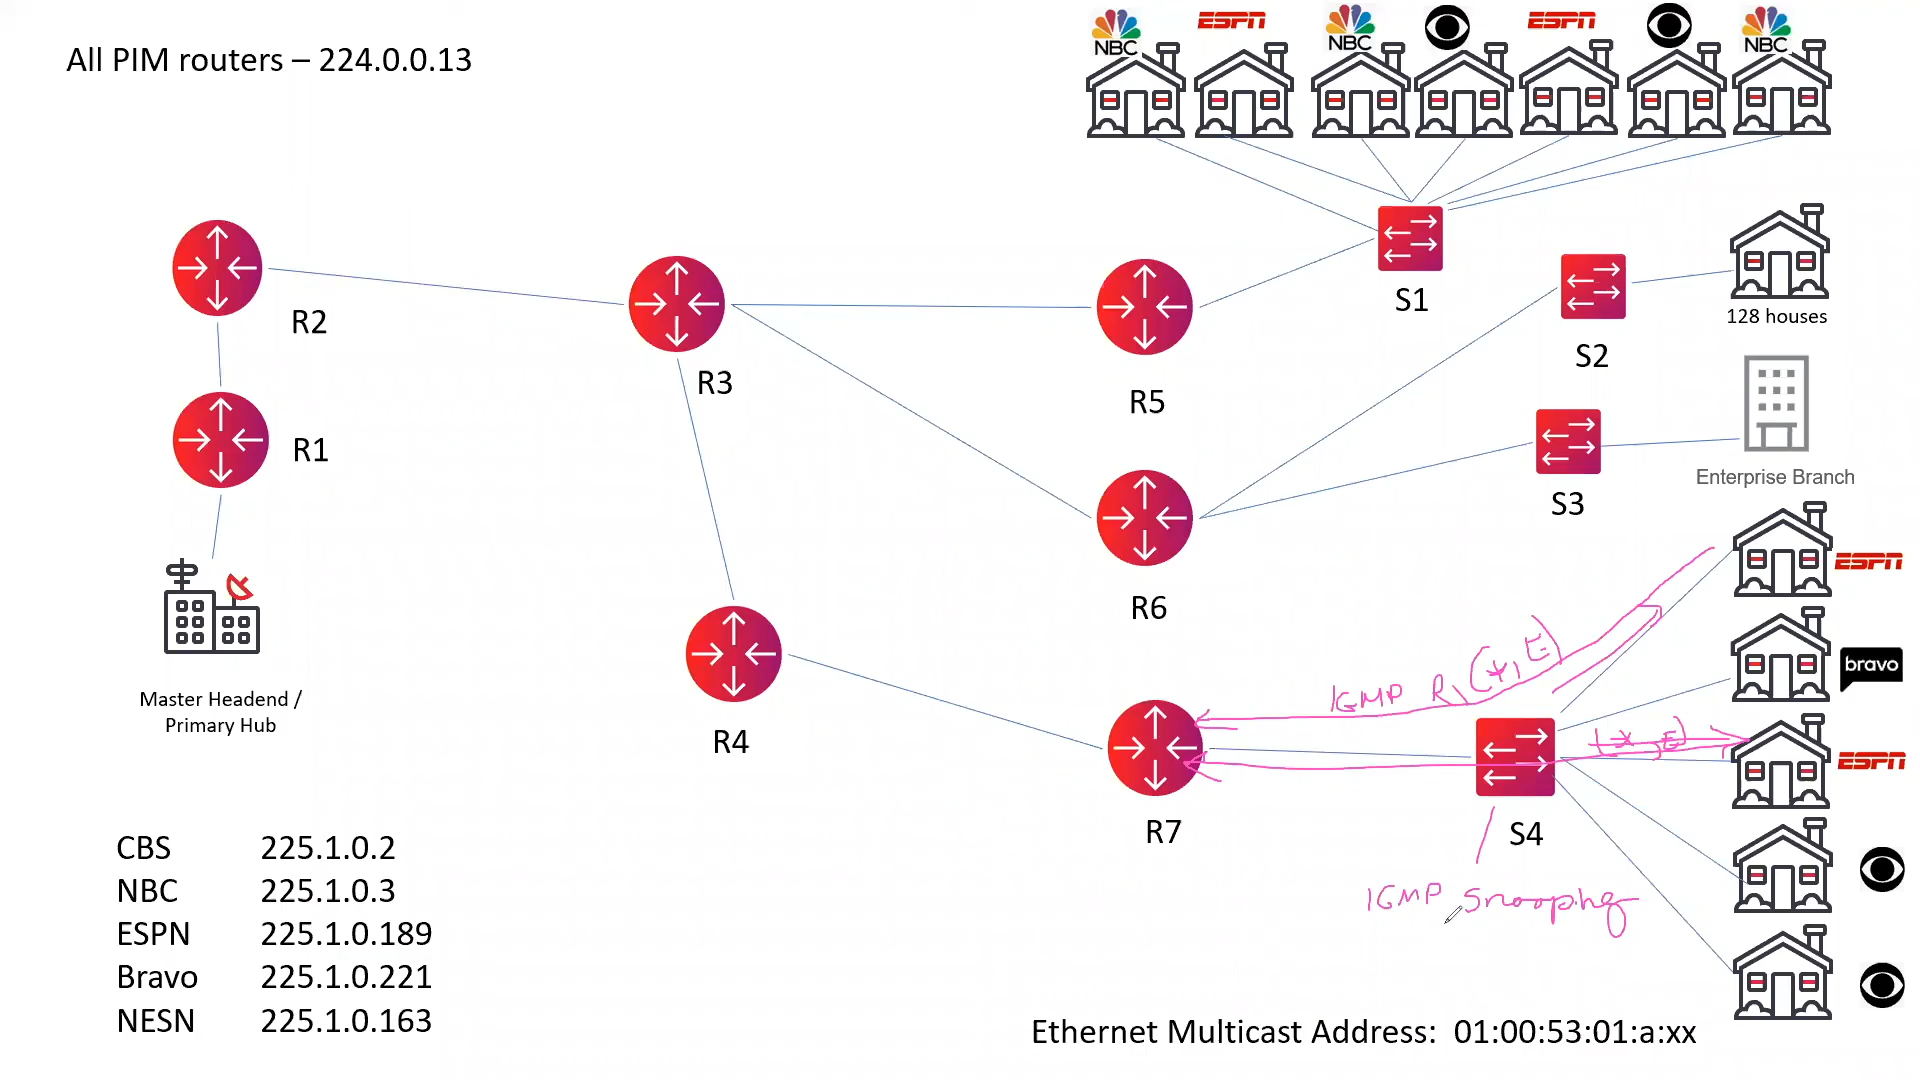 All PIM routers – 224.0.0.13
NBC
ESPN
NBC
ESPN
NBC
S1
R2
R3
R5
S2
128 houses
R1
S3
Enterprise Branch
ESPN
R6
bravo
IGMP R, (*, E)
Master Headend /
Primary Hub
R4
(*, E)
ESPN
R7
S4
IGMP Snooping
CBS 225.1.0.2
NBC 225.1.0.3
ESPN 225.1.0.189
Bravo 225.1.0.221
NESN 225.1.0.163
Ethernet Multicast Address: 01:00:53:01:a:xx